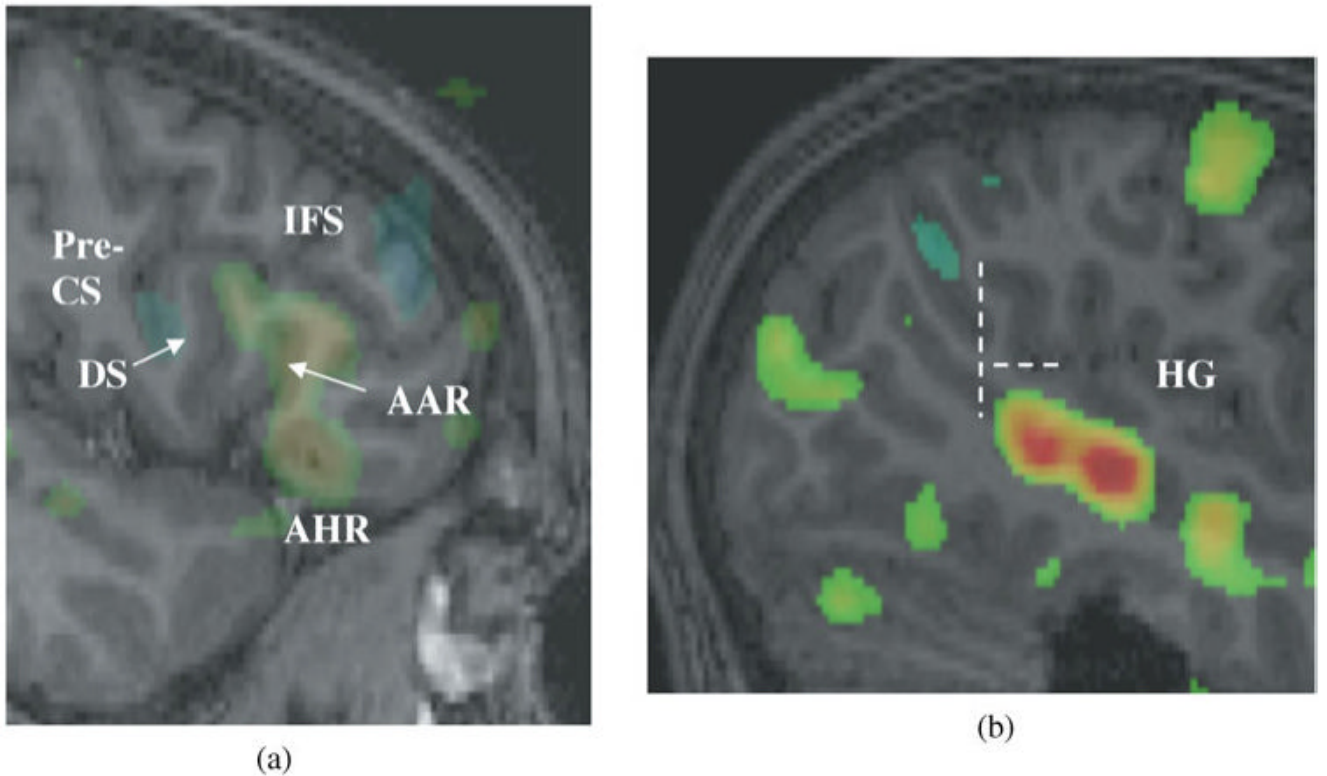 IFS
Pre-
CS
DS
AAR
AHR
(a)
HG
(b)